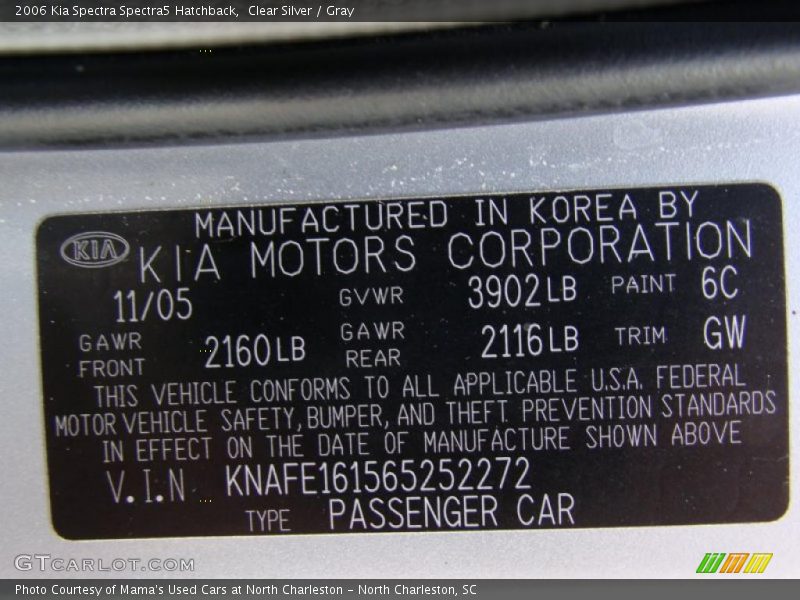 2006 Kia Spectra Spectra5 Hatchback,  Clear Silver / Gray
MANUFACTURED IN KOREA BY
KIA KIA MOTORS CORPORATION
11/05 GVWR 3902LB PAINT 6C
GAWR FRONT 2160LB GAWR REAR 2116LB TRIM GW
THIS VEHICLE CONFORMS TO ALL APPLICABLE U.S.A. FEDERAL
MOTOR VEHICLE SAFETY, BUMPER, AND THEFT PREVENTION STANDARDS
IN EFFECT ON THE DATE OF MANUFACTURE SHOWN ABOVE
V.I.N KNAFE161565252272
TYPE PASSENGER CAR
GTCARLOT.COM
Photo Courtesy of Mama's Used Cars at North Charleston - North Charleston, SC